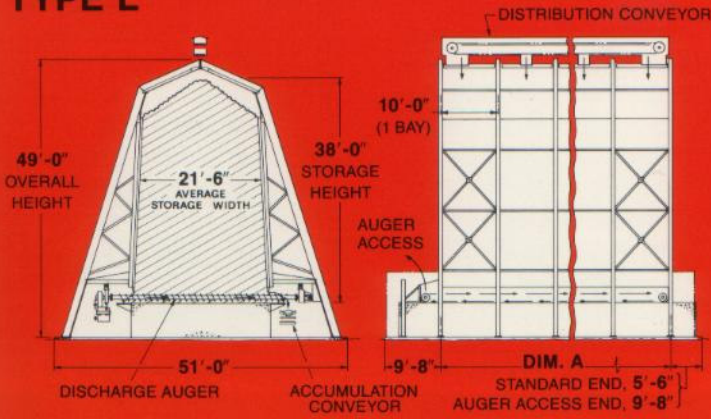 TYPE L
DISTRIBUTION CONVEYOR
10'-0"
(1 BAY)
49'-0"
OVERALL
HEIGHT
38'-0"
STORAGE
HEIGHT
21'-6"
AVERAGE
STORAGE WIDTH
AUGER
ACCESS
51'-0"
9'-8"
DIM. A
DISCHARGE AUGER
ACCUMULATION
CONVEYOR
STANDARD END, 5'-6"
AUGER ACCESS END, 9'-8"